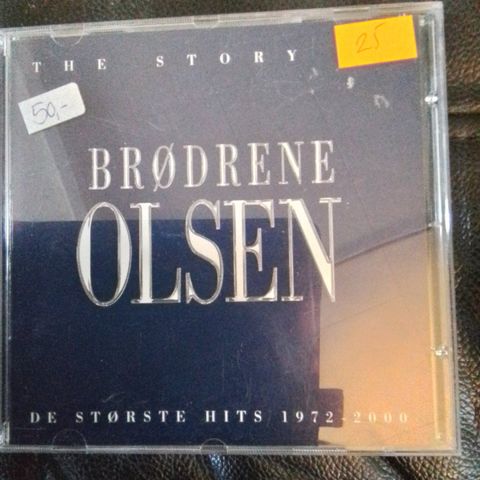 THE STORY
25
50,-
BRØDRENE
OLSEN
DE STØRSTE HITS 1972-2000